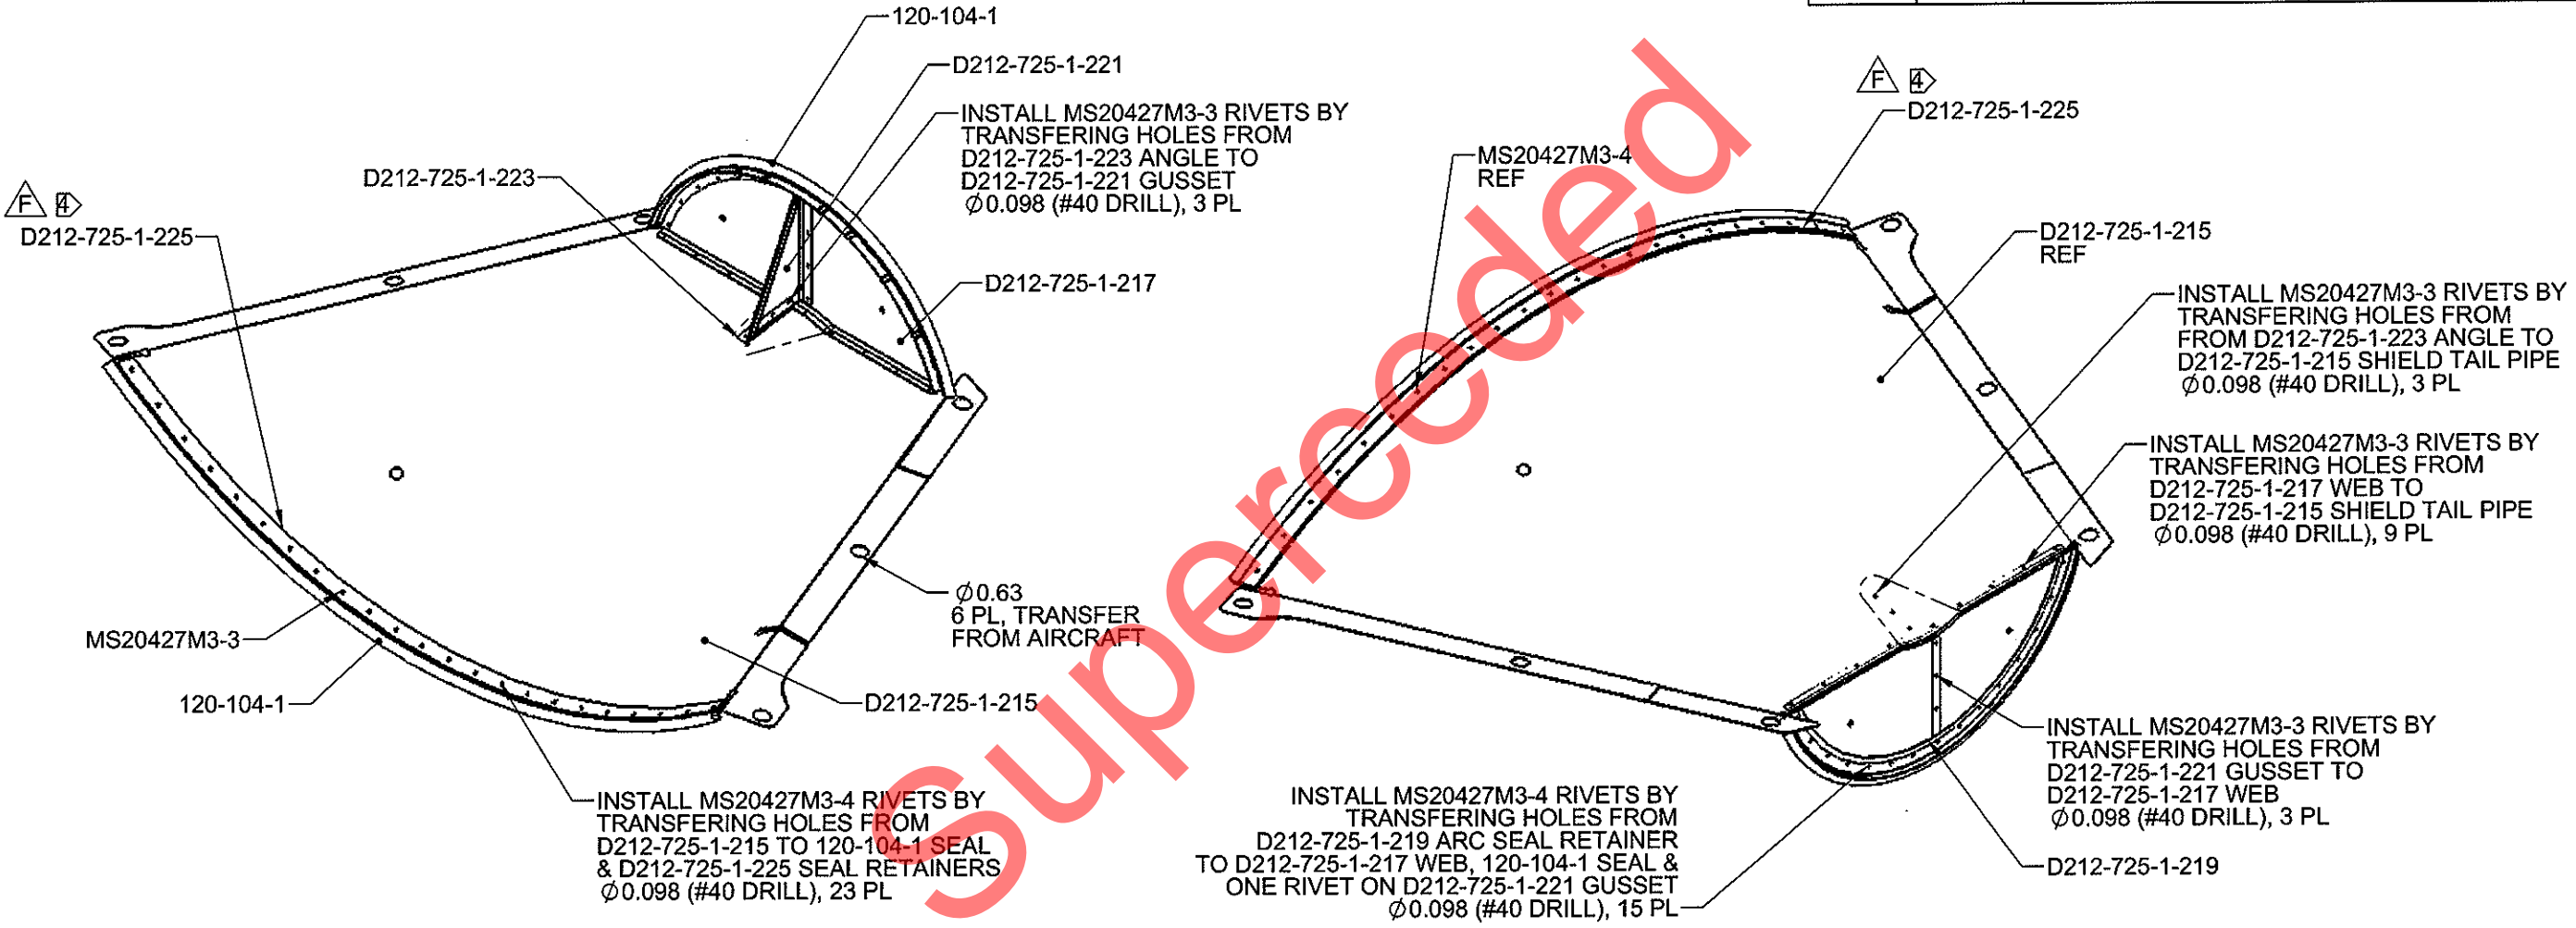 120-104-1
D212-725-1-221
INSTALL MS20427M3-3 RIVETS BY
TRANSFERING HOLES FROM
D212-725-1-223 ANGLE TO
D212-725-1-221 GUSSET
Ø0.098 (#40 DRILL), 3 PL
D212-725-1-223
F 4
D212-725-1-225
D212-725-1-217
Ø0.63
6 PL, TRANSFER
FROM AIRCRAFT
MS20427M3-3
120-104-1
D212-725-1-215
INSTALL MS20427M3-4 RIVETS BY
TRANSFERING HOLES FROM
D212-725-1-215 TO 120-104-1 SEAL
& D212-725-1-225 SEAL RETAINERS
Ø0.098 (#40 DRILL), 23 PL
F 4
D212-725-1-225
MS20427M3-4
REF
D212-725-1-215
REF
INSTALL MS20427M3-3 RIVETS BY
TRANSFERING HOLES FROM
FROM D212-725-1-223 ANGLE TO
D212-725-1-215 SHIELD TAIL PIPE
Ø0.098 (#40 DRILL), 3 PL
INSTALL MS20427M3-3 RIVETS BY
TRANSFERING HOLES FROM
D212-725-1-217 WEB TO
D212-725-1-215 SHIELD TAIL PIPE
Ø0.098 (#40 DRILL), 9 PL
INSTALL MS20427M3-3 RIVETS BY
TRANSFERING HOLES FROM
D212-725-1-221 GUSSET TO
D212-725-1-217 WEB
Ø0.098 (#40 DRILL), 3 PL
D212-725-1-219
INSTALL MS20427M3-4 RIVETS BY
TRANSFERING HOLES FROM
D212-725-1-219 ARC SEAL RETAINER
TO D212-725-1-217 WEB, 120-104-1 SEAL &
ONE RIVET ON D212-725-1-221 GUSSET
Ø0.098 (#40 DRILL), 15 PL
Superceded